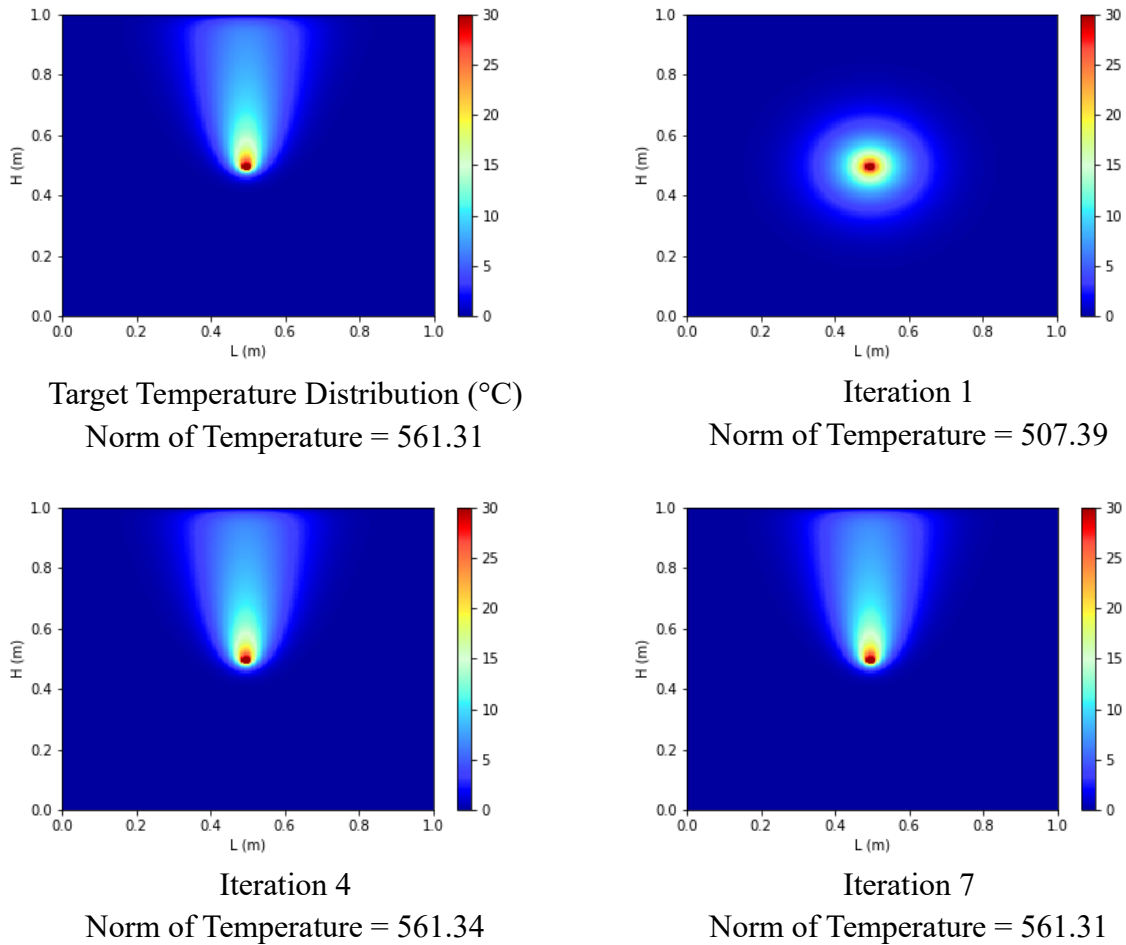 1.0
0.8
0.6
0.4
0.2
0.0
H (m)
0.0 0.2 0.4 0.6 0.8 1.0
L (m)
30
25
20
15
10
5
0
Target Temperature Distribution (°C)
Norm of Temperature = 561.31
1.0
0.8
0.6
0.4
0.2
0.0
H (m)
0.0 0.2 0.4 0.6 0.8 1.0
L (m)
30
25
20
15
10
5
0
Iteration 1
Norm of Temperature = 507.39
1.0
0.8
0.6
0.4
0.2
0.0
H (m)
0.0 0.2 0.4 0.6 0.8 1.0
L (m)
30
25
20
15
10
5
0
Iteration 4
Norm of Temperature = 561.34
1.0
0.8
0.6
0.4
0.2
0.0
H (m)
0.0 0.2 0.4 0.6 0.8 1.0
L (m)
30
25
20
15
10
5
0
Iteration 7
Norm of Temperature = 561.31